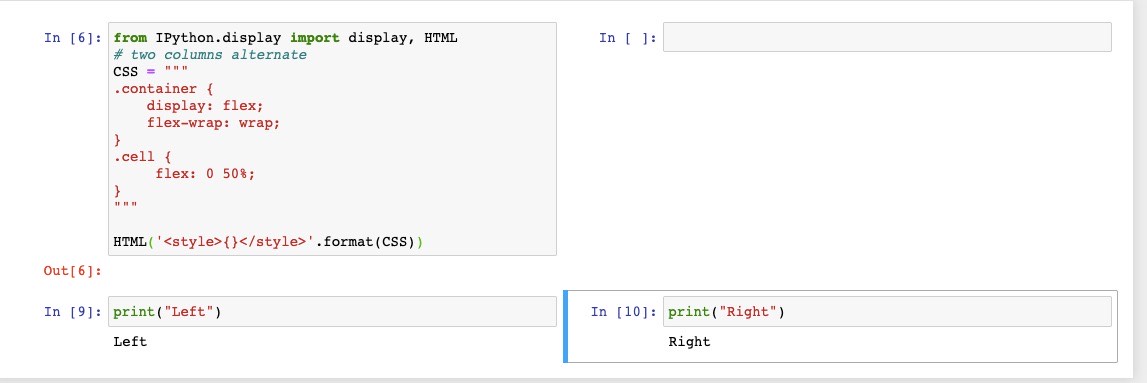 In [6]: from IPython.display import display, HTML
# two columns alternate
CSS = """
.container {
    display: flex;
    flex-wrap: wrap;
}
.cell {
     flex: 0 50%;
}
"""

HTML('<style>{}</style>'.format(CSS))
Out[6]:
In [ ]:
In [9]: print("Left")
Left
In [10]: print("Right")
Right